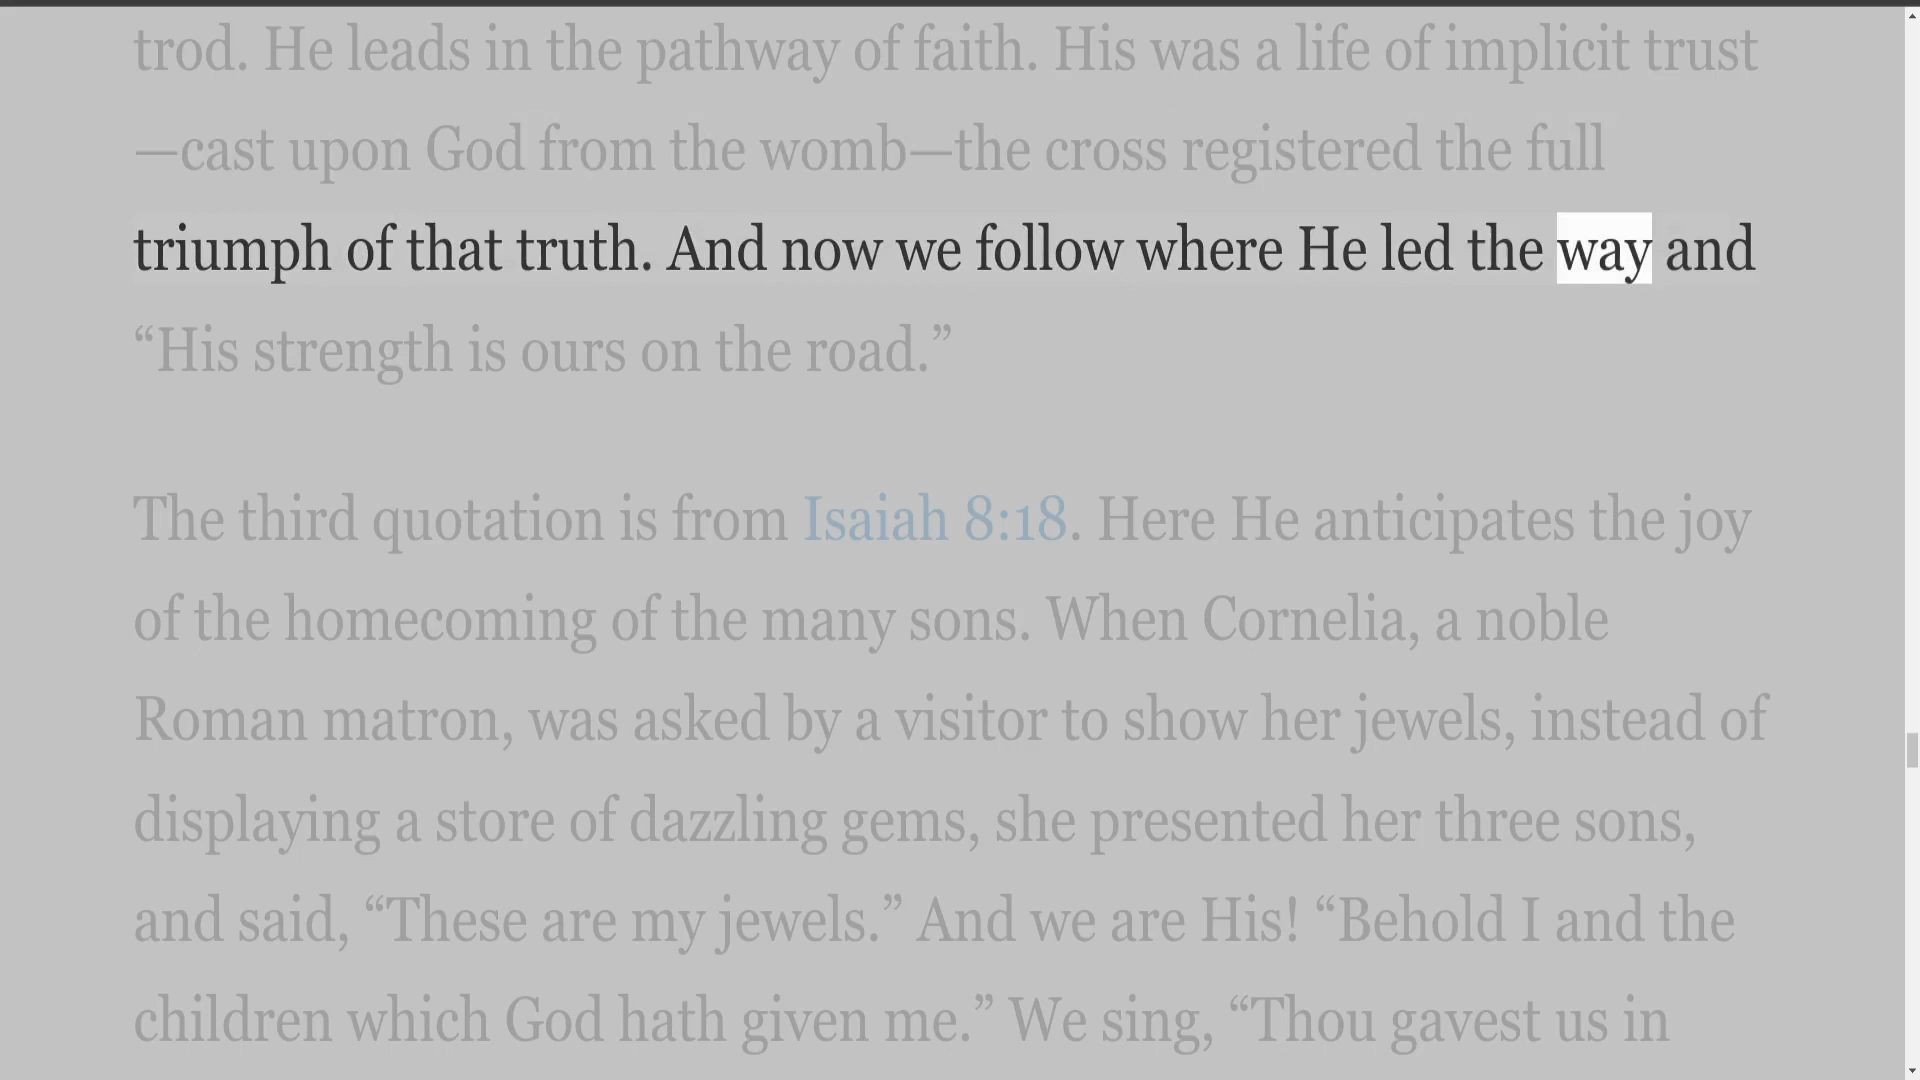 trod. He leads in the pathway of faith. His was a life of implicit trust
—cast upon God from the womb—the cross registered the full
triumph of that truth. And now we follow where He led the way and
“His strength is ours on the road.”
The third quotation is from Isaiah 8:18. Here He anticipates the joy
of the homecoming of the many sons. When Cornelia, a noble
Roman matron, was asked by a visitor to show her jewels, instead of
displaying a store of dazzling gems, she presented her three sons,
and said, “These are my jewels.” And we are His! “Behold I and the
children which God hath given me.” We sing, “Thou gavest us in